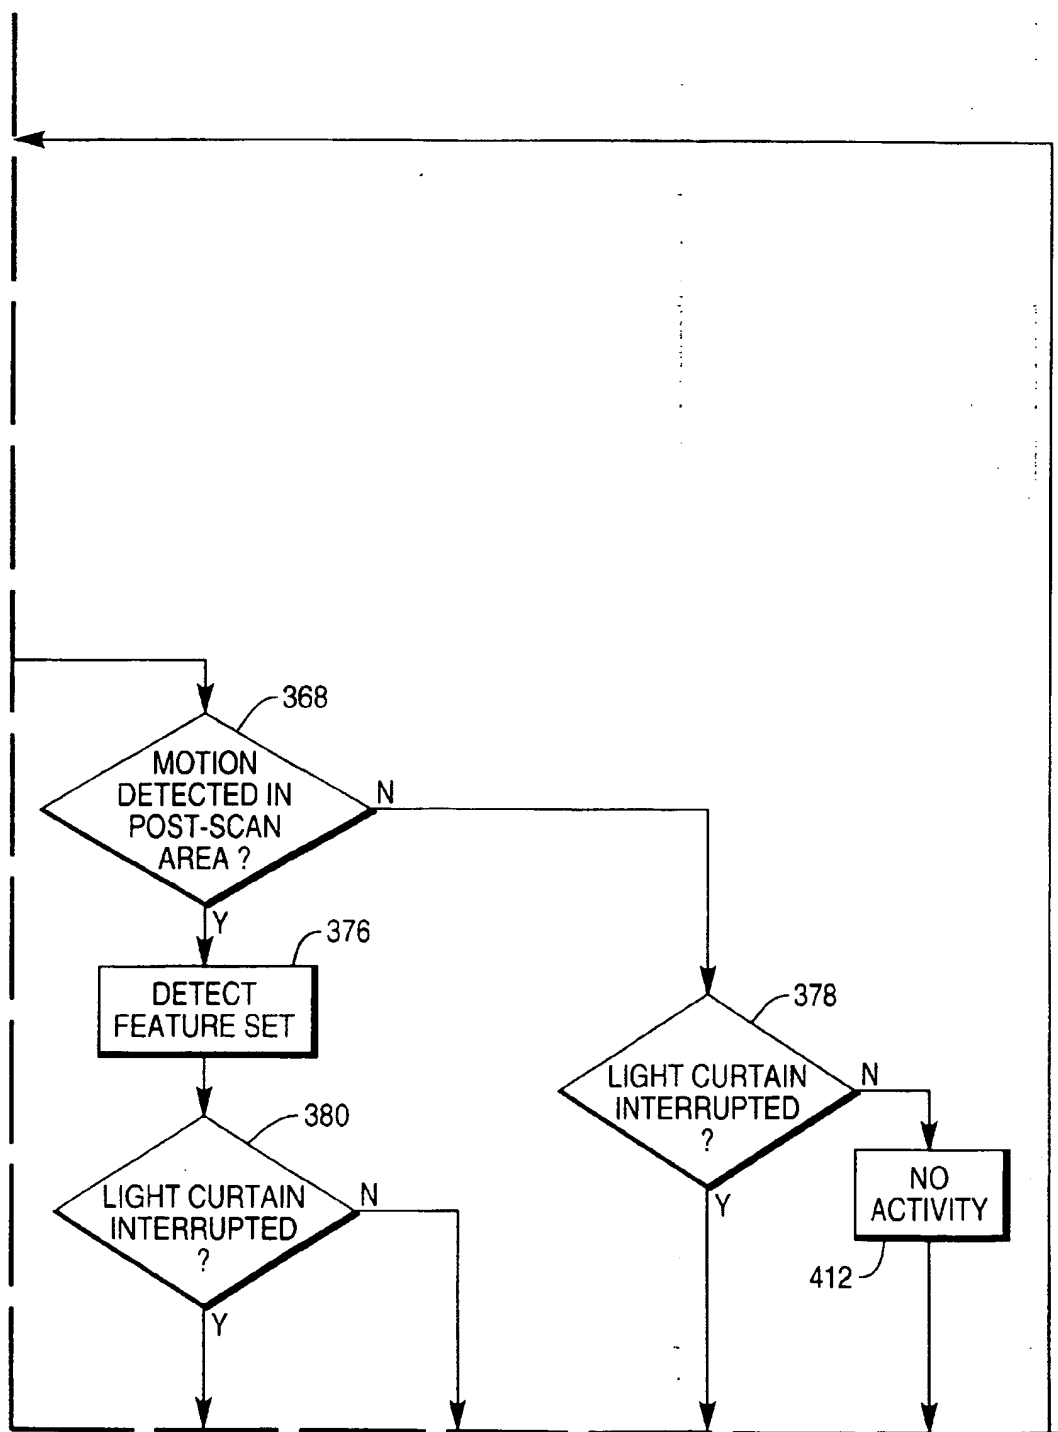 368
MOTION
DETECTED IN
POST-SCAN
AREA ?
N
Y
376
DETECT
FEATURE SET
380
LIGHT CURTAIN
INTERRUPTED
?
N
Y
378
LIGHT CURTAIN
INTERRUPTED
?
N
Y
NO
ACTIVITY
412